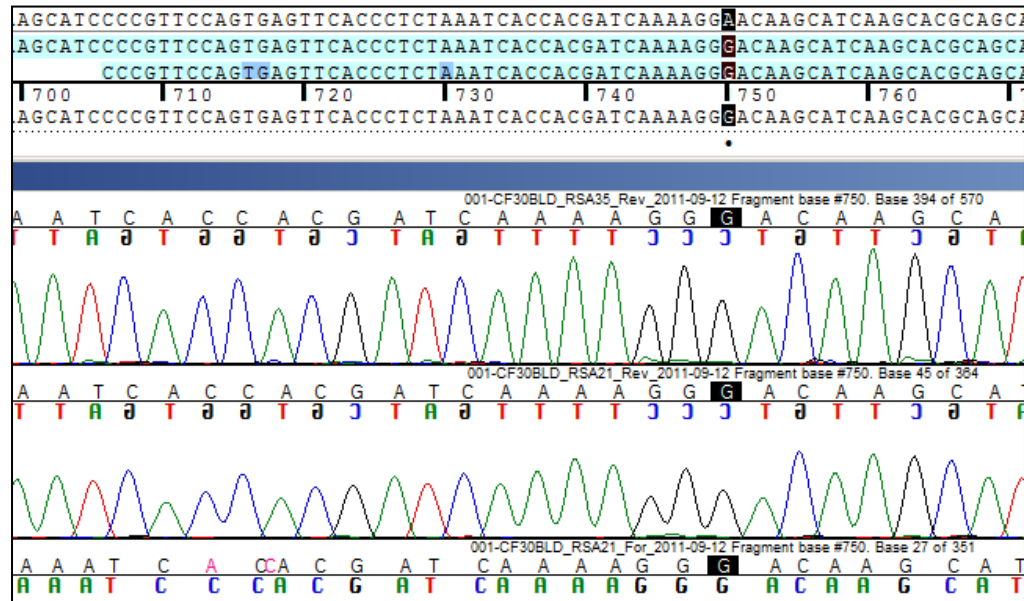 AGCATCCCCGTTCCAGTGAGTTCACCCTCTAAATCACCACGATCAAAAGGAACAAGCATCAAGCACGCAGCA
AGCATCCCCGTTCCAGTGAGTTCACCCTCTAAATCACCACGATCAAAAGGGACAAGCATCAAGCACGCAGCA
CCCGTTCCAGTGAGTTCACCCTCTAAATCACCACGATCAAAAGGGACAAGCATCAAGCACGCAGCA
700 710 720 730 740 750 760
AGCATCCCCGTTCCAGTGAGTTCACCCTCTAAATCACCACGATCAAAAGGGACAAGCATCAAGCACGCAGCA
001-CF30BLD_RSA35_Rev_2011-09-12 Fragment base #750. Base 394 of 570
A A T C A C C A C G A T C A A A A G G G A C A A G C A
T T A G T G G T G C T A G T T T T C C C T G T T C G T
001-CF30BLD_RSA21_Rev_2011-09-12 Fragment base #750. Base 45 of 364
A A T C A C C A C G A T C A A A A G G G A C A A G C A T
T T A G T G G T G C T A G T T T T C C C T G T T C G T A
001-CF30BLD_RSA21_For_2011-09-12 Fragment base #750. Base 27 of 351
A A A T C A C C A C G A T C A A A A G G G A C A A G C A T
A A A T C C C A C G A T C A A A A G G G A C A A G C A T